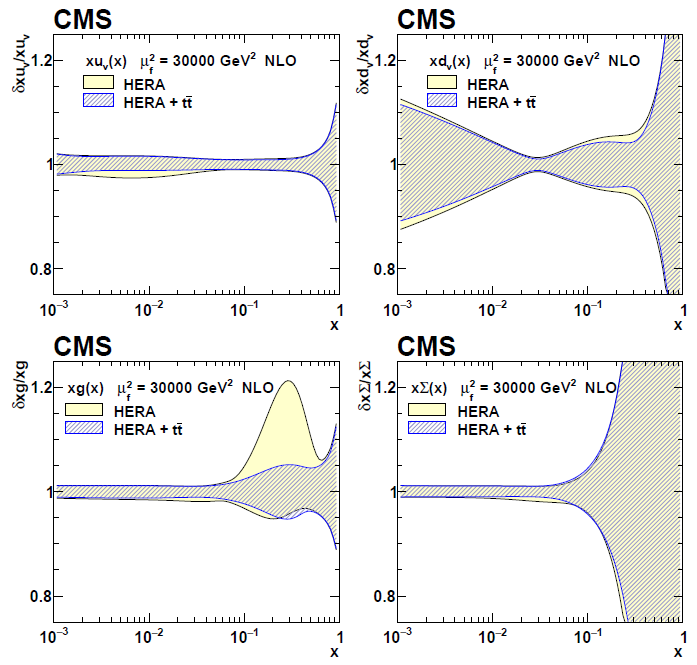 CMS
δxu_v/xu_v
1.2
1
0.8
xu_v(x) μ_f^2 = 30000 GeV^2 NLO
HERA
HERA + tt̄
10^−3
10^−2
10^−1
1
x
CMS
δxd_v/xd_v
1.2
1
0.8
xd_v(x) μ_f^2 = 30000 GeV^2 NLO
HERA
HERA + tt̄
10^−3
10^−2
10^−1
1
x
CMS
δxg/xg
1.2
1
0.8
xg(x) μ_f^2 = 30000 GeV^2 NLO
HERA
HERA + tt̄
10^−3
10^−2
10^−1
1
x
CMS
δxΣ/xΣ
1.2
1
0.8
xΣ(x) μ_f^2 = 30000 GeV^2 NLO
HERA
HERA + tt̄
10^−3
10^−2
10^−1
1
x